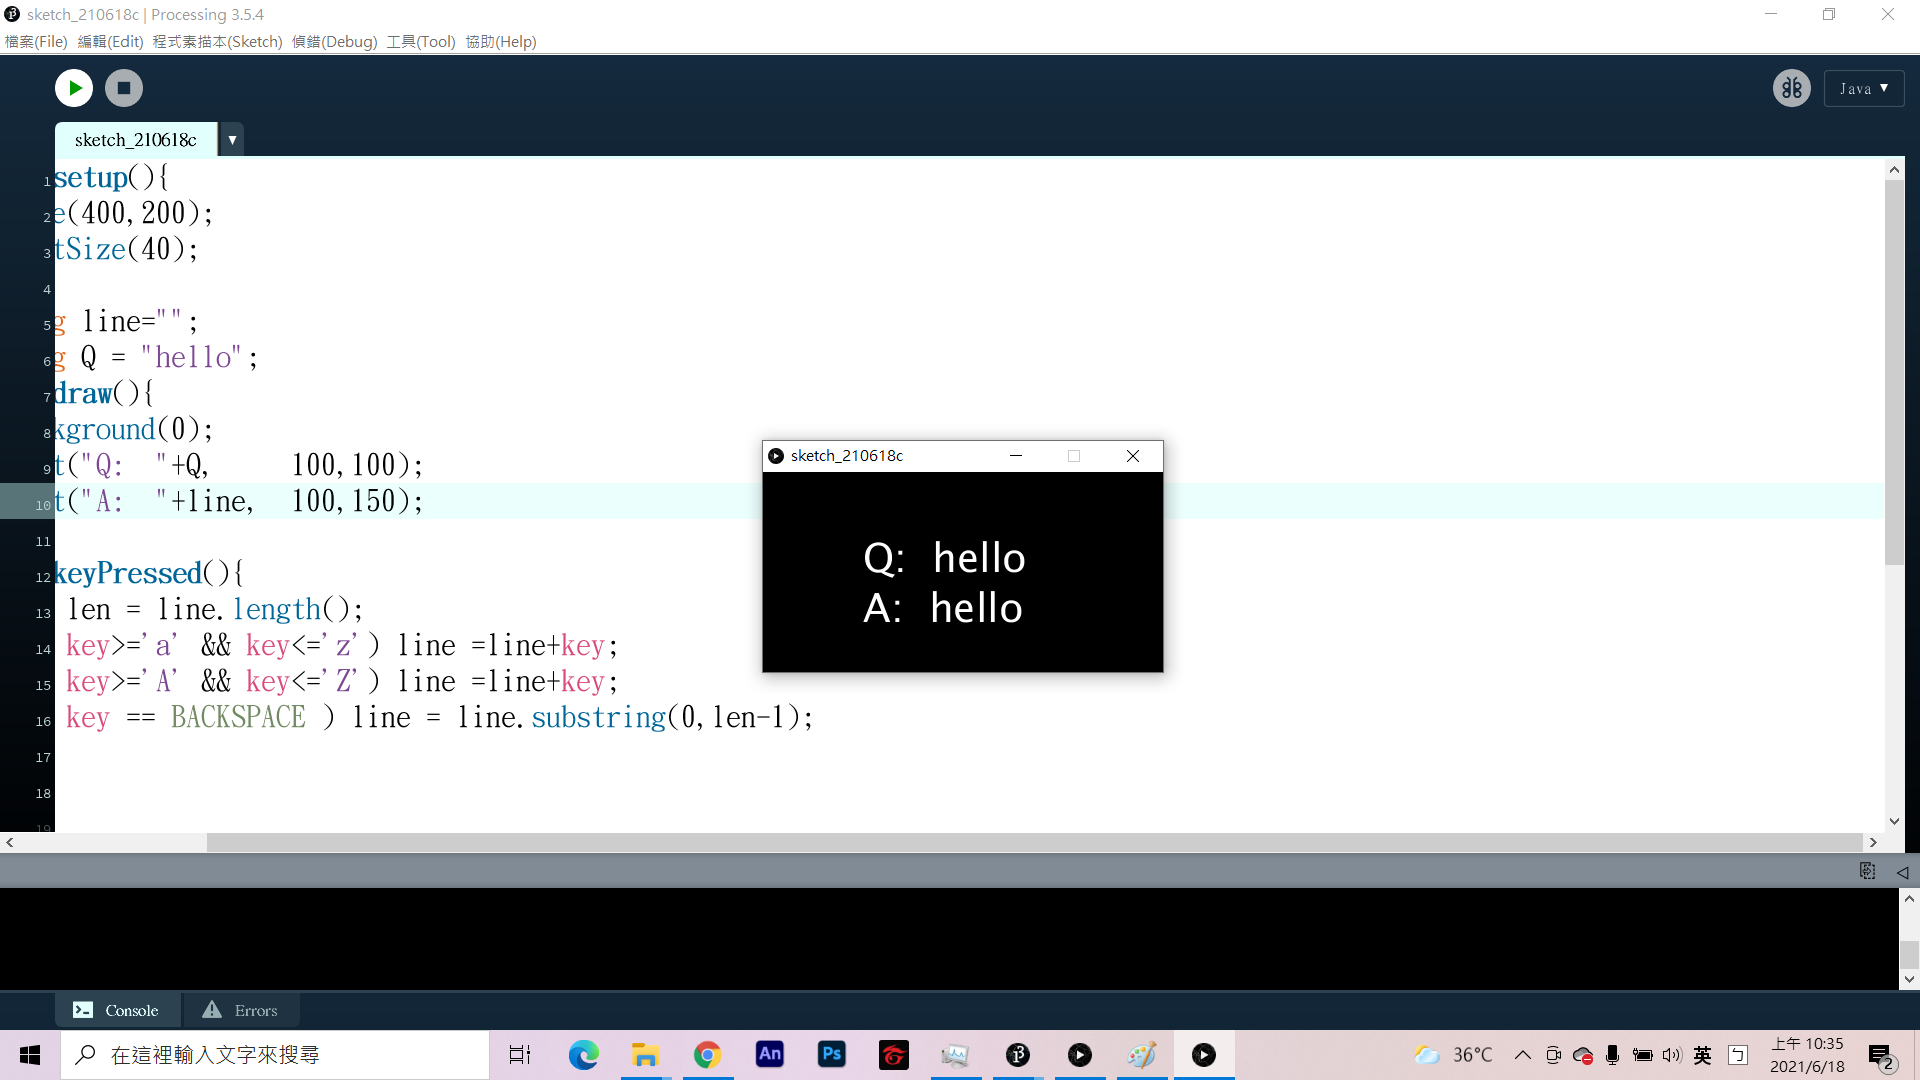 sketch_210618c | Processing 3.5.4
檔案(File) 編輯(Edit) 程式素描本(Sketch) 偵錯(Debug) 工具(Tool) 協助(Help)
Java ▼
sketch_210618c ▼
1 setup(){
2 e(400,200);
3 tSize(40);
4
5 g line="";
6 g Q = "hello";
7 draw(){
8 kground(0);
9 t("Q:  "+Q,     100,100);
10 t("A:  "+line,  100,150);
11
12 keyPressed(){
13 len = line.length();
14 key>='a' && key<='z') line =line+key;
15 key>='A' && key<='Z') line =line+key;
16 key == BACKSPACE ) line = line.substring(0,len-1);
17
18
19
sketch_210618c
Q:  hello
A:  hello
Console
Errors
在這裡輸入文字來搜尋
An
Ps
36°C
英
ㄅ
上午 10:35
2021/6/18
2